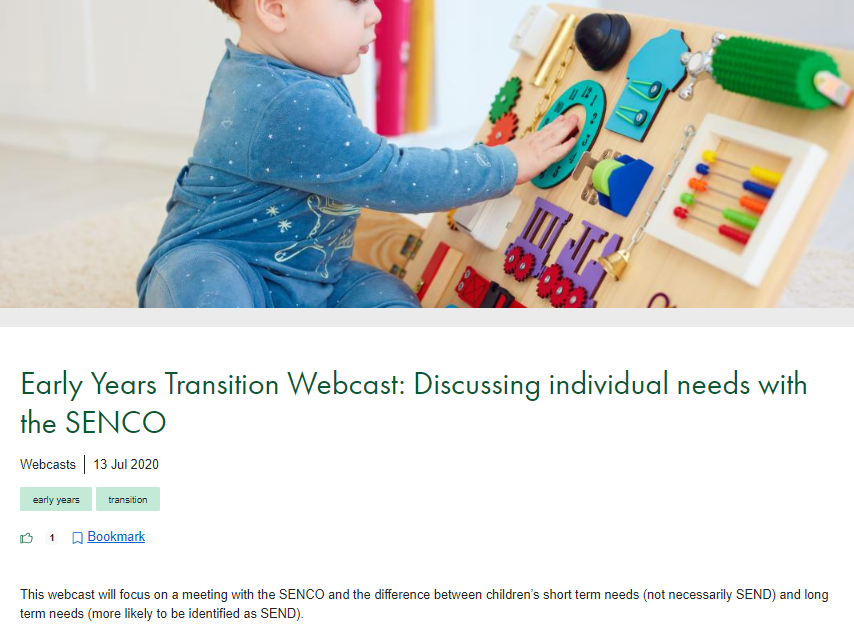 Early Years Transition Webcast: Discussing individual needs with
the SENCO
Webcasts | 13 Jul 2020
early years transition
1 Bookmark
This webcast will focus on a meeting with the SENCO and the difference between children's short term needs (not necessarily SEND) and long
term needs (more likely to be identified as SEND).